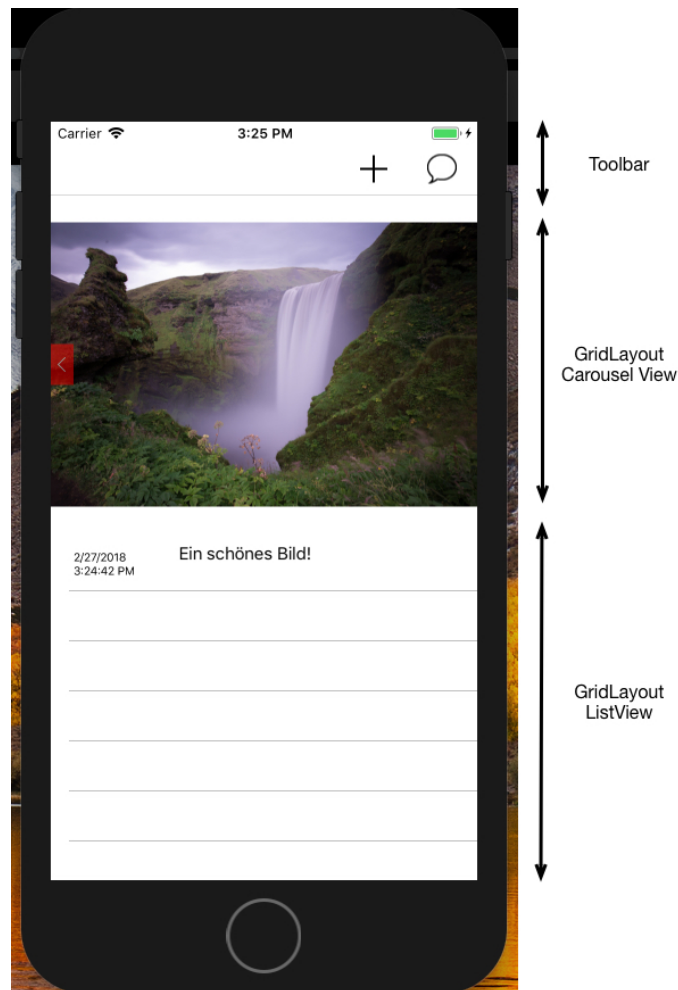 Carrier
3:25 PM
Toolbar
GridLayout
Carousel View
2/27/2018
3:24:42 PM
Ein schönes Bild!
GridLayout
ListView